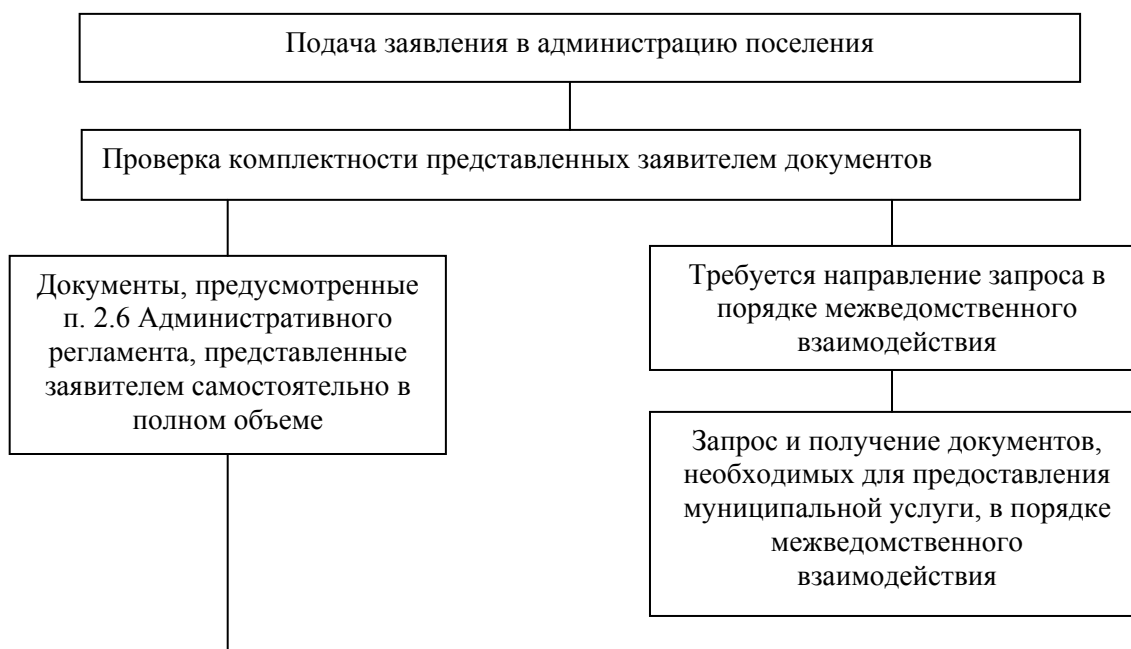 Подача заявления в администрацию поселения
Проверка комплектности представленных заявителем документов
Документы, предусмотренные
п. 2.6 Административного
регламента, представленные
заявителем самостоятельно в
полном объеме
Требуется направление запроса в
порядке межведомственного
взаимодействия
Запрос и получение документов,
необходимых для предоставления
муниципальной услуги, в порядке
межведомственного
взаимодействия